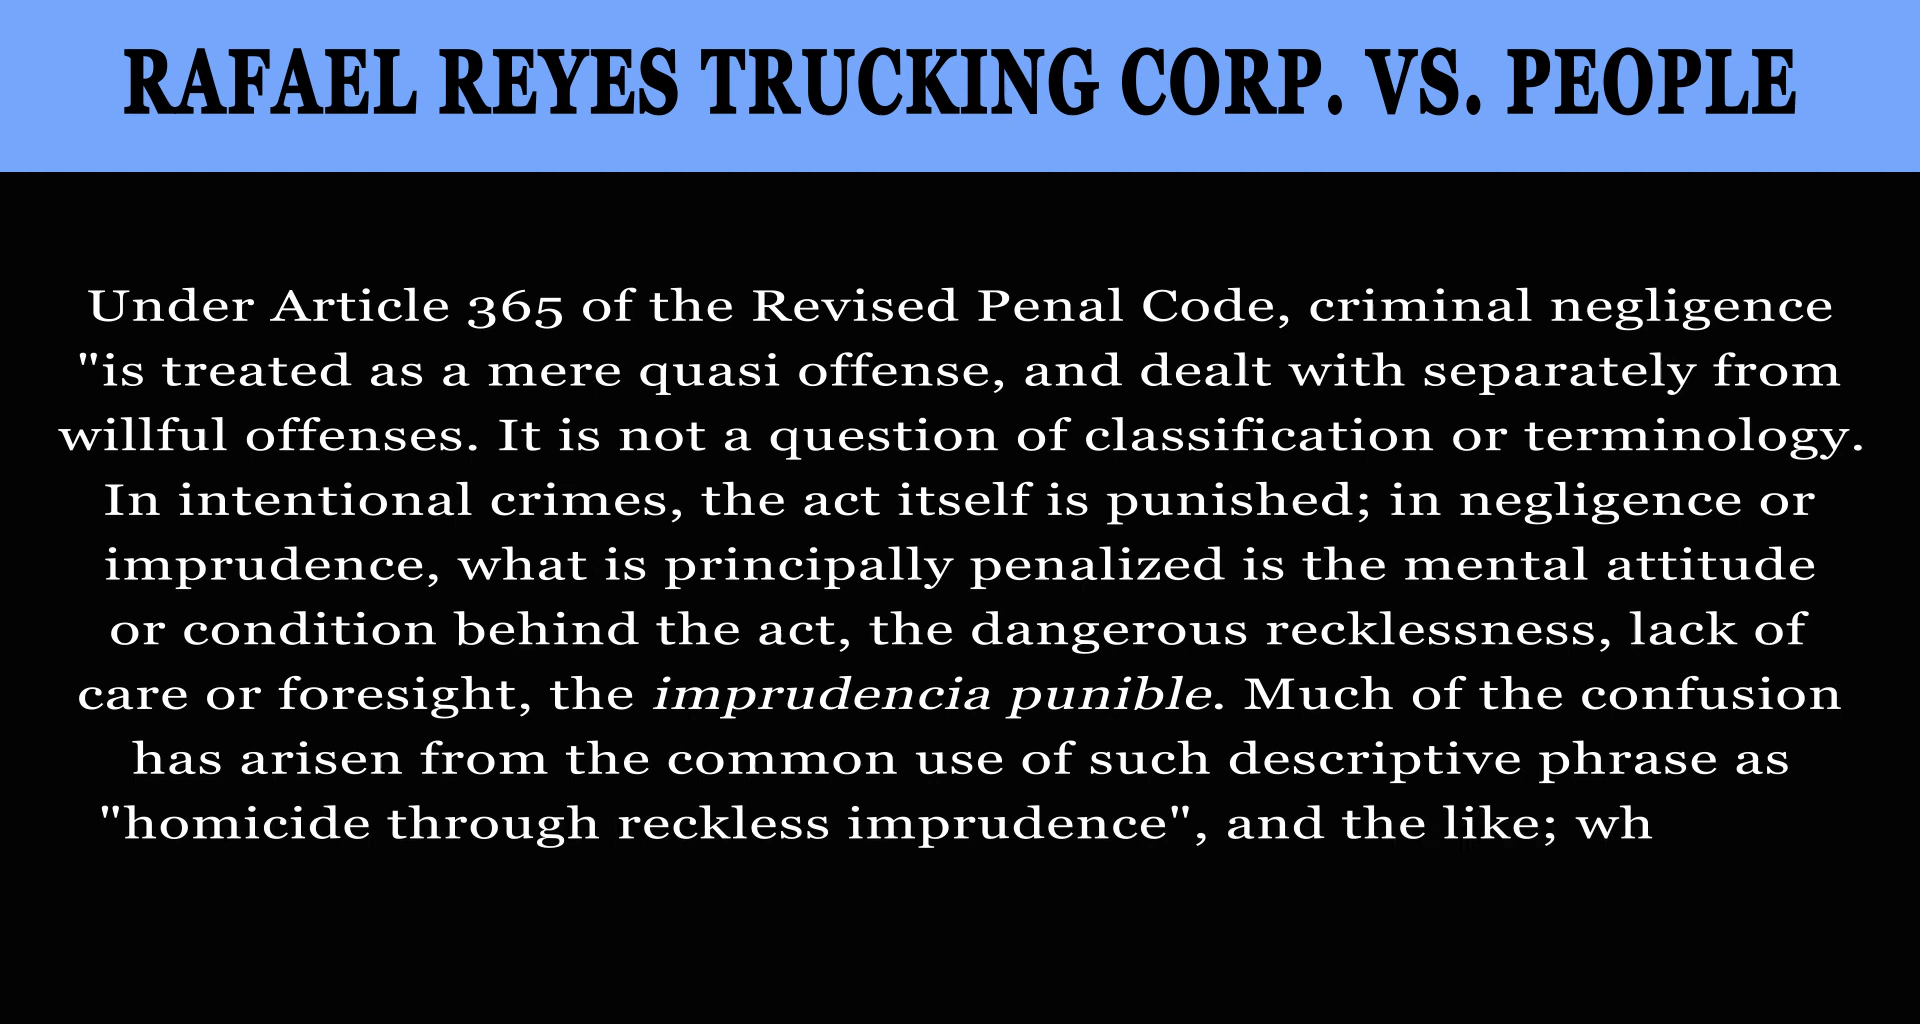 RAFAEL REYES TRUCKING CORP. VS. PEOPLE
Under Article 365 of the Revised Penal Code, criminal negligence
"is treated as a mere quasi offense, and dealt with separately from
willful offenses. It is not a question of classification or terminology.
In intentional crimes, the act itself is punished; in negligence or
imprudence, what is principally penalized is the mental attitude
or condition behind the act, the dangerous recklessness, lack of
care or foresight, the imprudencia punible. Much of the confusion
has arisen from the common use of such descriptive phrase as
"homicide through reckless imprudence", and the like; wh